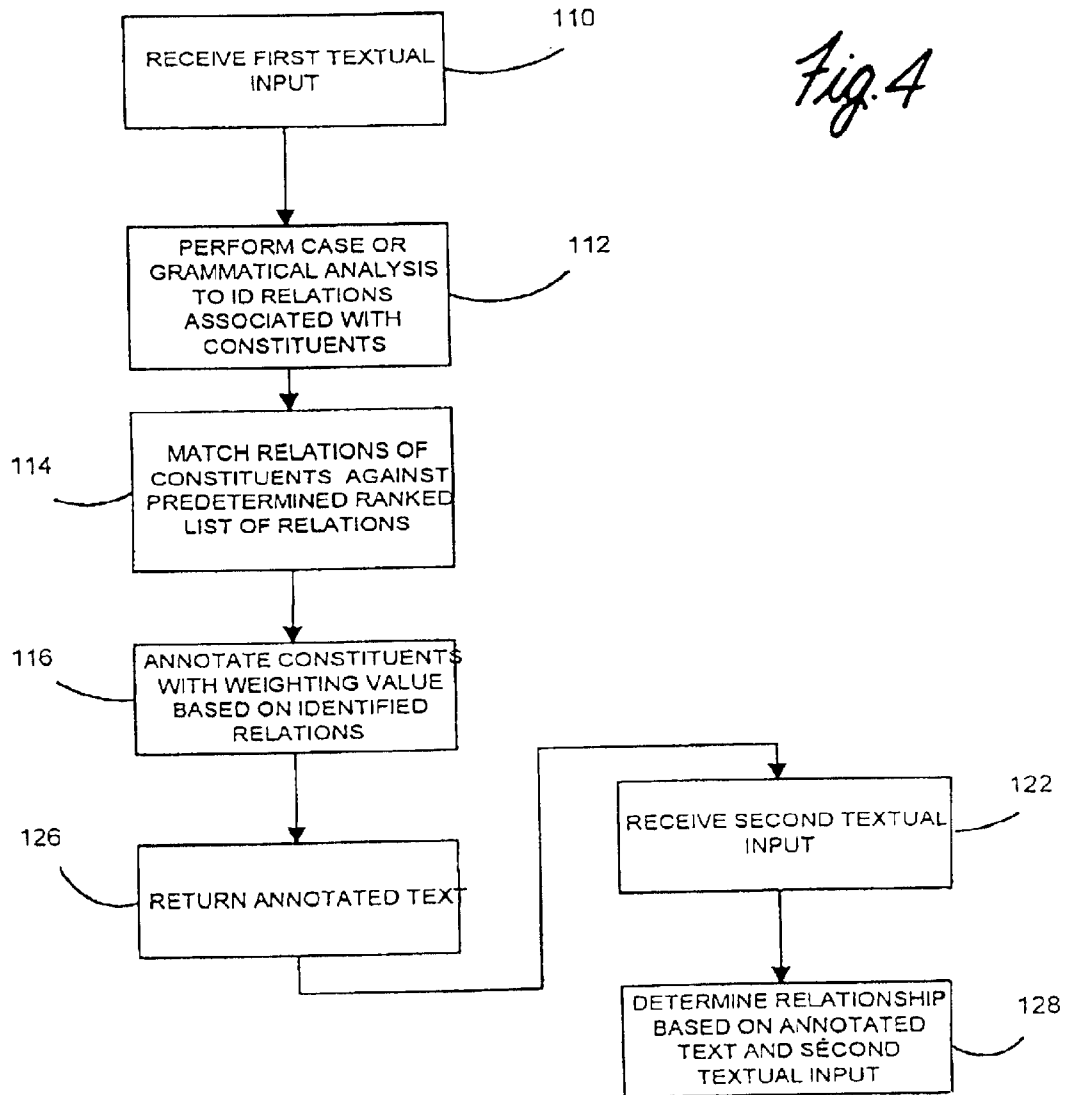 110
Fig. 4
RECEIVE FIRST TEXTUAL
INPUT
112
PERFORM CASE OR
GRAMMATICAL ANALYSIS
TO ID RELATIONS
ASSOCIATED WITH
CONSTITUENTS
114
MATCH RELATIONS OF
CONSTITUENTS AGAINST
PREDETERMINED RANKED
LIST OF RELATIONS
116
ANNOTATE CONSTITUENTS
WITH WEIGHTING VALUE
BASED ON IDENTIFIED
RELATIONS
126
RETURN ANNOTATED TEXT
122
RECEIVE SECOND TEXTUAL
INPUT
128
DETERMINE RELATIONSHIP
BASED ON ANNOTATED
TEXT AND SECOND
TEXTUAL INPUT